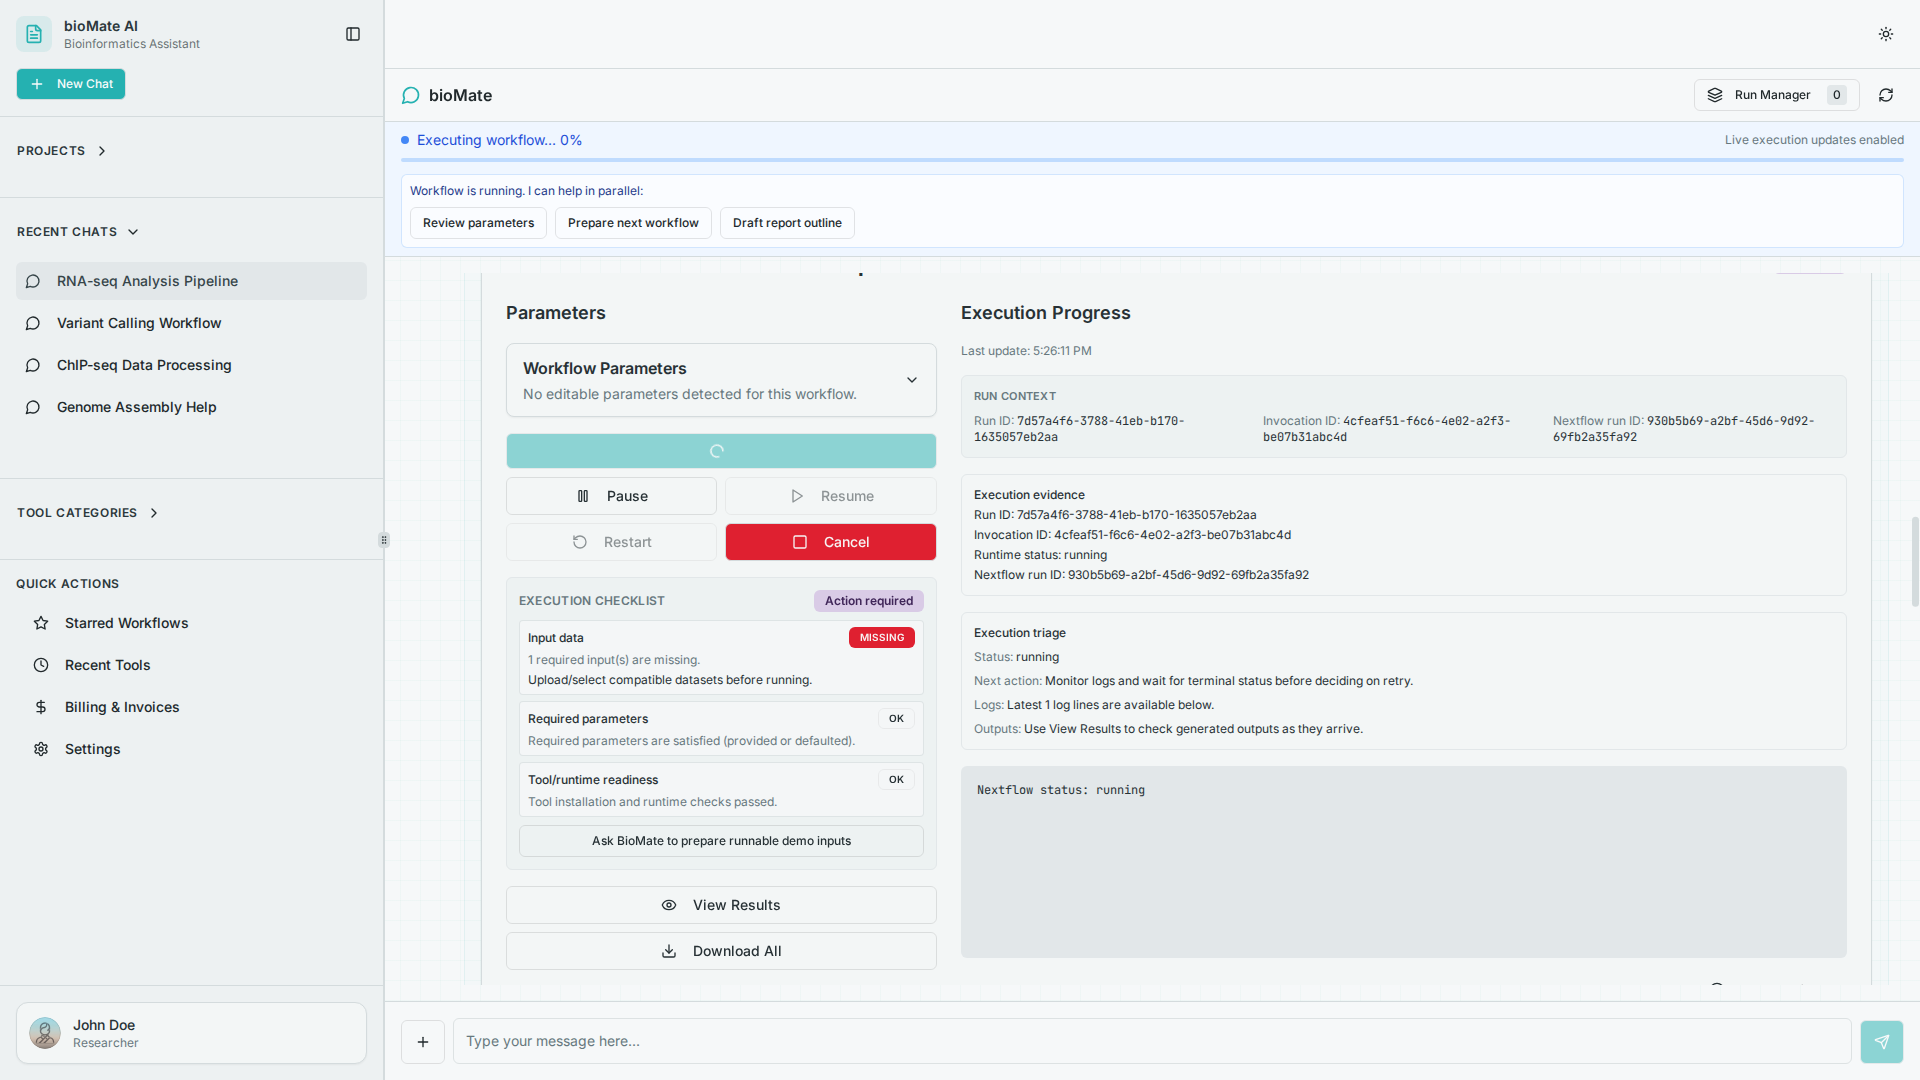 bioMate AI
Bioinformatics Assistant
New Chat
PROJECTS
RECENT CHATS
RNA-seq Analysis Pipeline
Variant Calling Workflow
ChIP-seq Data Processing
Genome Assembly Help
TOOL CATEGORIES
QUICK ACTIONS
Starred Workflows
Recent Tools
Billing & Invoices
Settings
John Doe
Researcher
bioMate
Run Manager 0
Executing workflow... 0%
Live execution updates enabled
Workflow is running. I can help in parallel:
Review parameters
Prepare next workflow
Draft report outline
Parameters
Workflow Parameters
No editable parameters detected for this workflow.
Pause
Resume
Restart
Cancel
EXECUTION CHECKLIST
Action required
Input data
MISSING
1 required input(s) are missing.
Upload/select compatible datasets before running.
Required parameters
OK
Required parameters are satisfied (provided or defaulted).
Tool/runtime readiness
OK
Tool installation and runtime checks passed.
Ask BioMate to prepare runnable demo inputs
View Results
Download All
Execution Progress
Last update: 5:26:11 PM
RUN CONTEXT
Run ID: 7d57a4f6-3788-41eb-b170-
1635057eb2aa
Invocation ID: 4cfeaf51-f6c6-4e02-a2f3-
be07b31abc4d
Nextflow run ID: 930b5b69-a2bf-45d6-9d92-
69fb2a35fa92
Execution evidence
Run ID: 7d57a4f6-3788-41eb-b170-1635057eb2aa
Invocation ID: 4cfeaf51-f6c6-4e02-a2f3-be07b31abc4d
Runtime status: running
Nextflow run ID: 930b5b69-a2bf-45d6-9d92-69fb2a35fa92
Execution triage
Status: running
Next action: Monitor logs and wait for terminal status before deciding on retry.
Logs: Latest 1 log lines are available below.
Outputs: Use View Results to check generated outputs as they arrive.
Nextflow status: running
Type your message here...